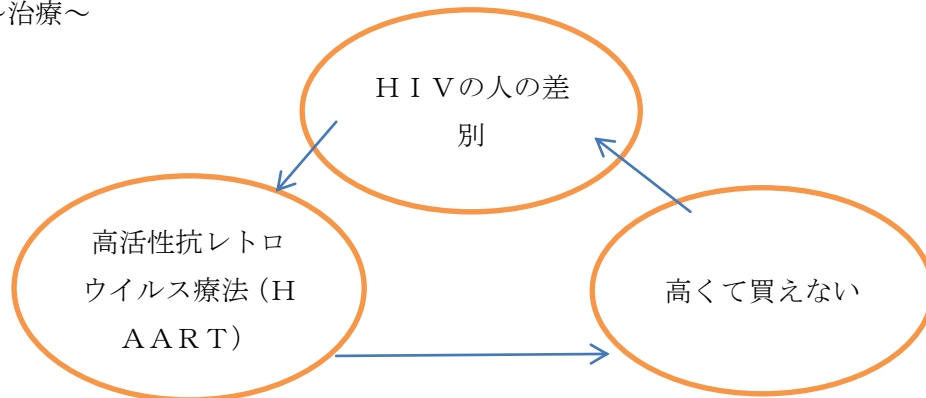 ～治療～
ＨＩＶの人の差
別
高活性抗レトロ
ウイルス療法（Ｈ
ＡＡＲＴ）
高くて買えない